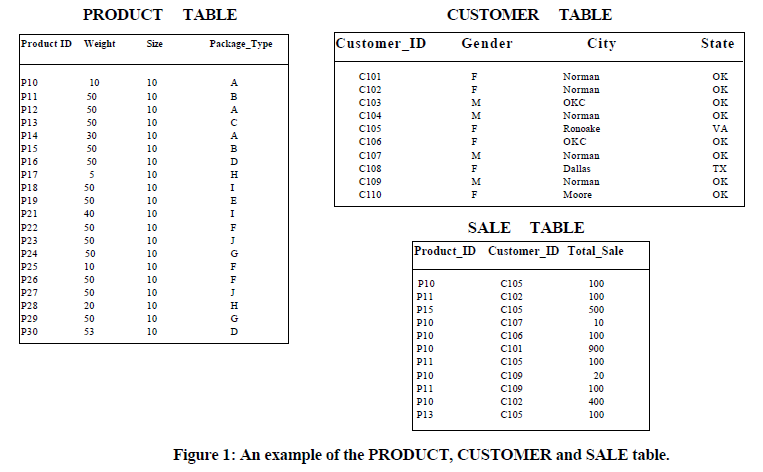 PRODUCT TABLE
Product ID Weight Size Package_Type
P10 10 10 A
P11 50 10 B
P12 50 10 A
P13 50 10 C
P14 30 10 A
P15 50 10 B
P16 50 10 D
P17 5 10 H
P18 50 10 I
P19 50 10 E
P21 40 10 I
P22 50 10 F
P23 50 10 J
P24 50 10 G
P25 10 10 F
P26 50 10 F
P27 50 10 J
P28 20 10 H
P29 50 10 G
P30 53 10 D
CUSTOMER TABLE
Customer_ID Gender City State
C101 F Norman OK
C102 F Norman OK
C103 M OKC OK
C104 M Norman OK
C105 F Ronoake VA
C106 F OKC OK
C107 M Norman OK
C108 F Dallas TX
C109 M Norman OK
C110 F Moore OK
SALE TABLE
Product_ID Customer_ID Total_Sale
P10 C105 100
P11 C102 100
P15 C105 500
P10 C107 10
P10 C106 100
P10 C101 900
P11 C105 100
P10 C109 20
P11 C109 100
P10 C102 400
P13 C105 100
Figure 1: An example of the PRODUCT, CUSTOMER and SALE table.